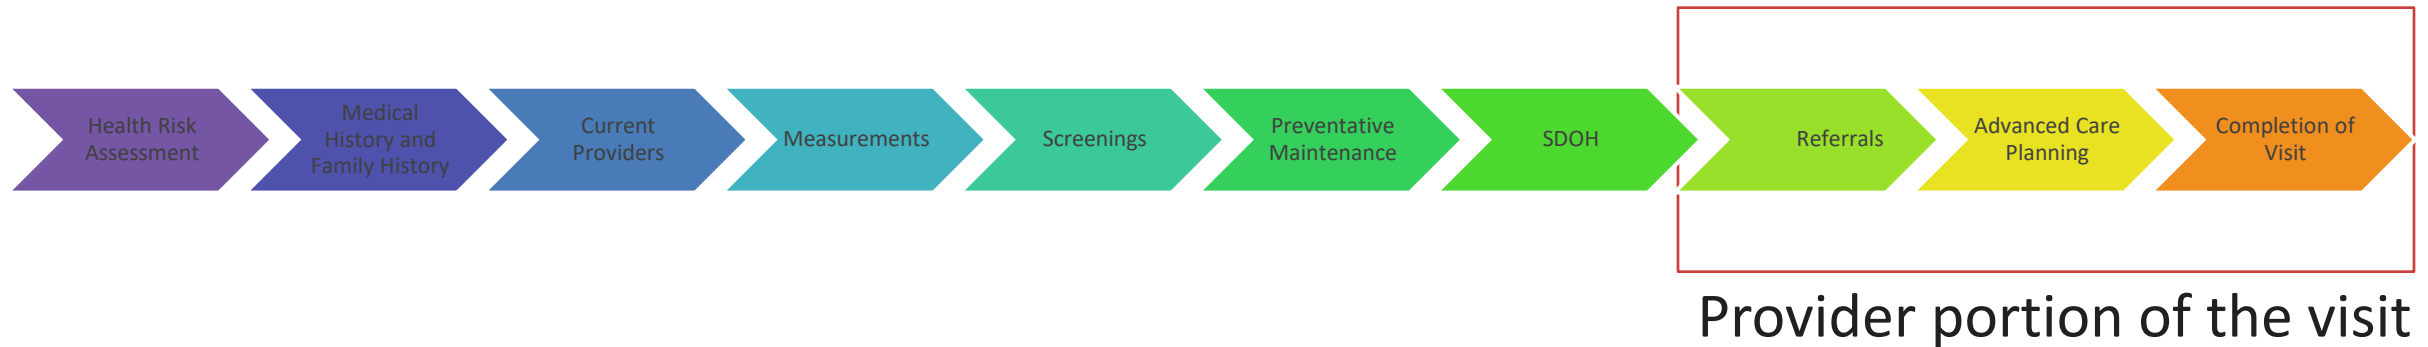 Health Risk
Assessment
Medical
History and
Family History
Current
Providers
Measurements
Screenings
Preventative
Maintenance
SDOH
Referrals
Advanced Care
Planning
Completion of
Visit
Provider portion of the visit